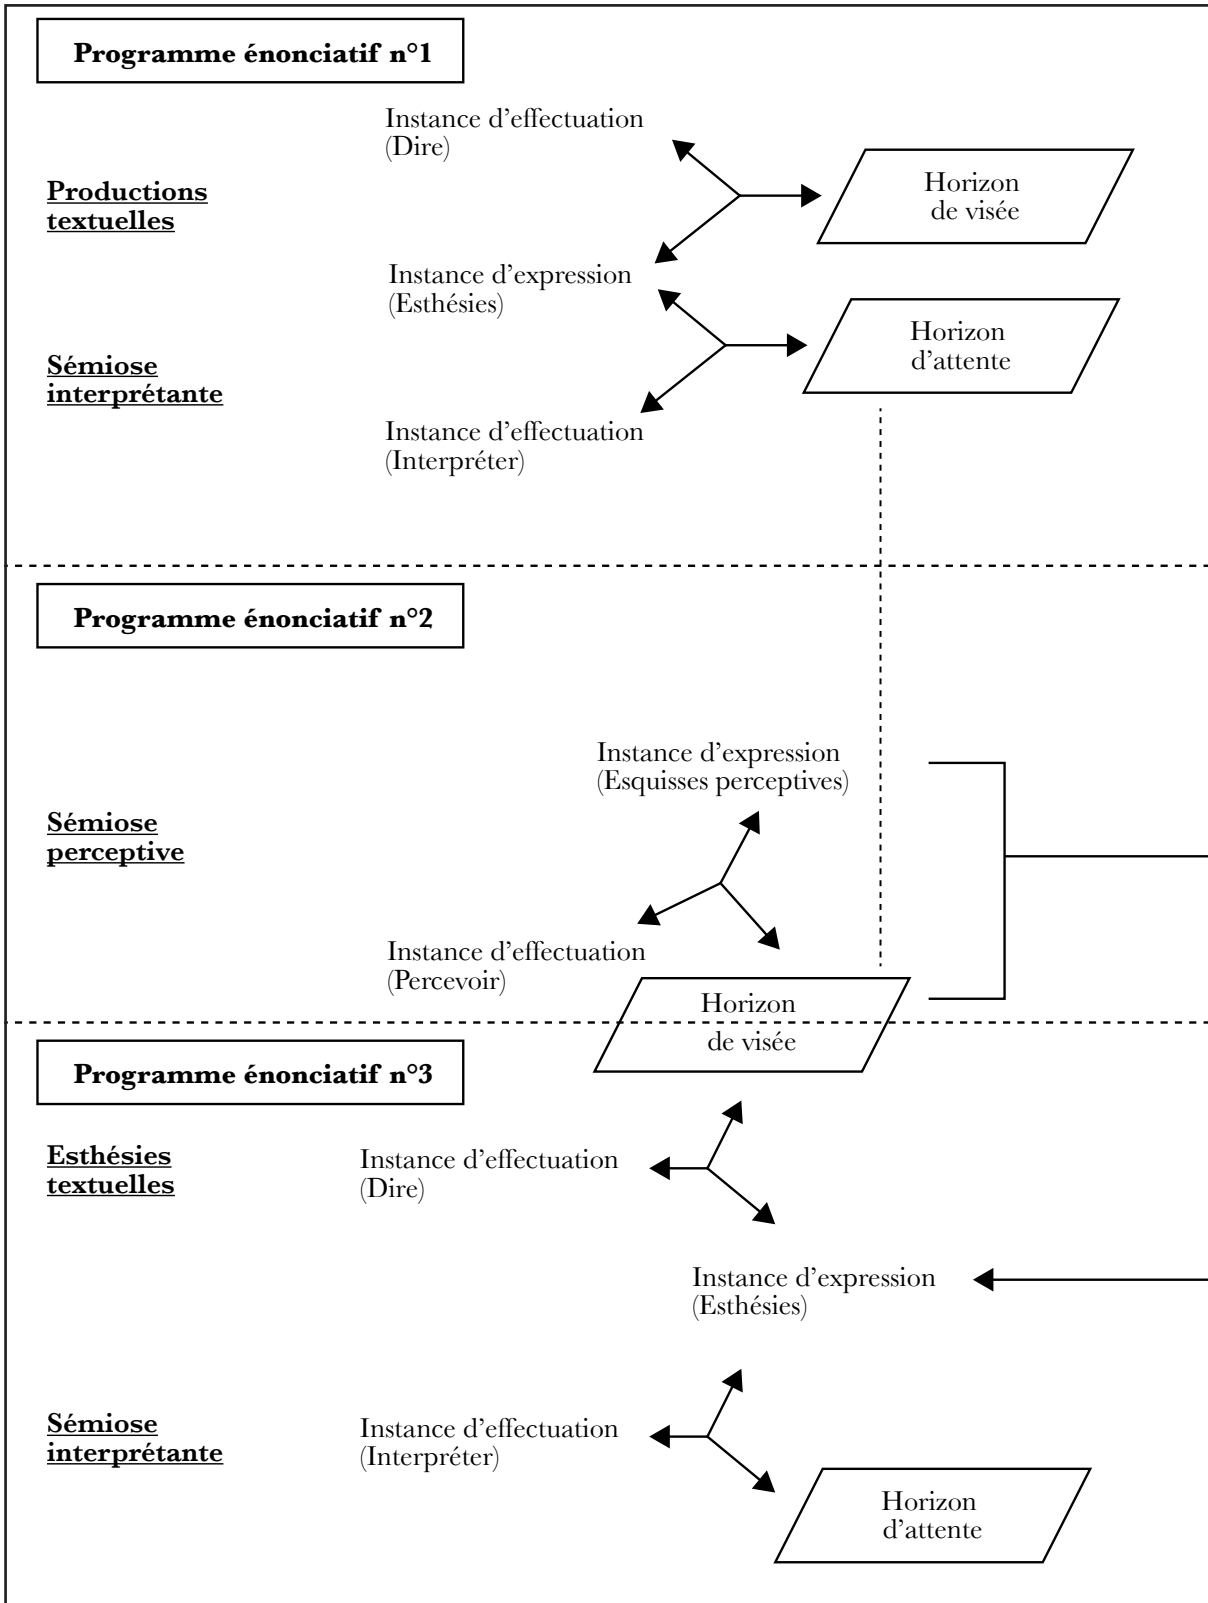 Programme énonciatif n°1
Instance d'effectuation
(Dire)
Productions
textuelles
Horizon
de visée
Instance d'expression
(Esthésies)
Sémiose
interprétante
Horizon
d'attente
Instance d'effectuation
(Interpréter)
Programme énonciatif n°2
Instance d’expression
(Esquisses perceptives)
Sémiose
perceptive
Instance d’effectuation
(Percevoir)
Horizon
de visée
Programme énonciatif n°3
Esthésies
textuelles
Instance d’effectuation
(Dire)
Instance d’expression
(Esthésies)
Sémiose
interprétante
Instance d’effectuation
(Interpréter)
Horizon
d'attente